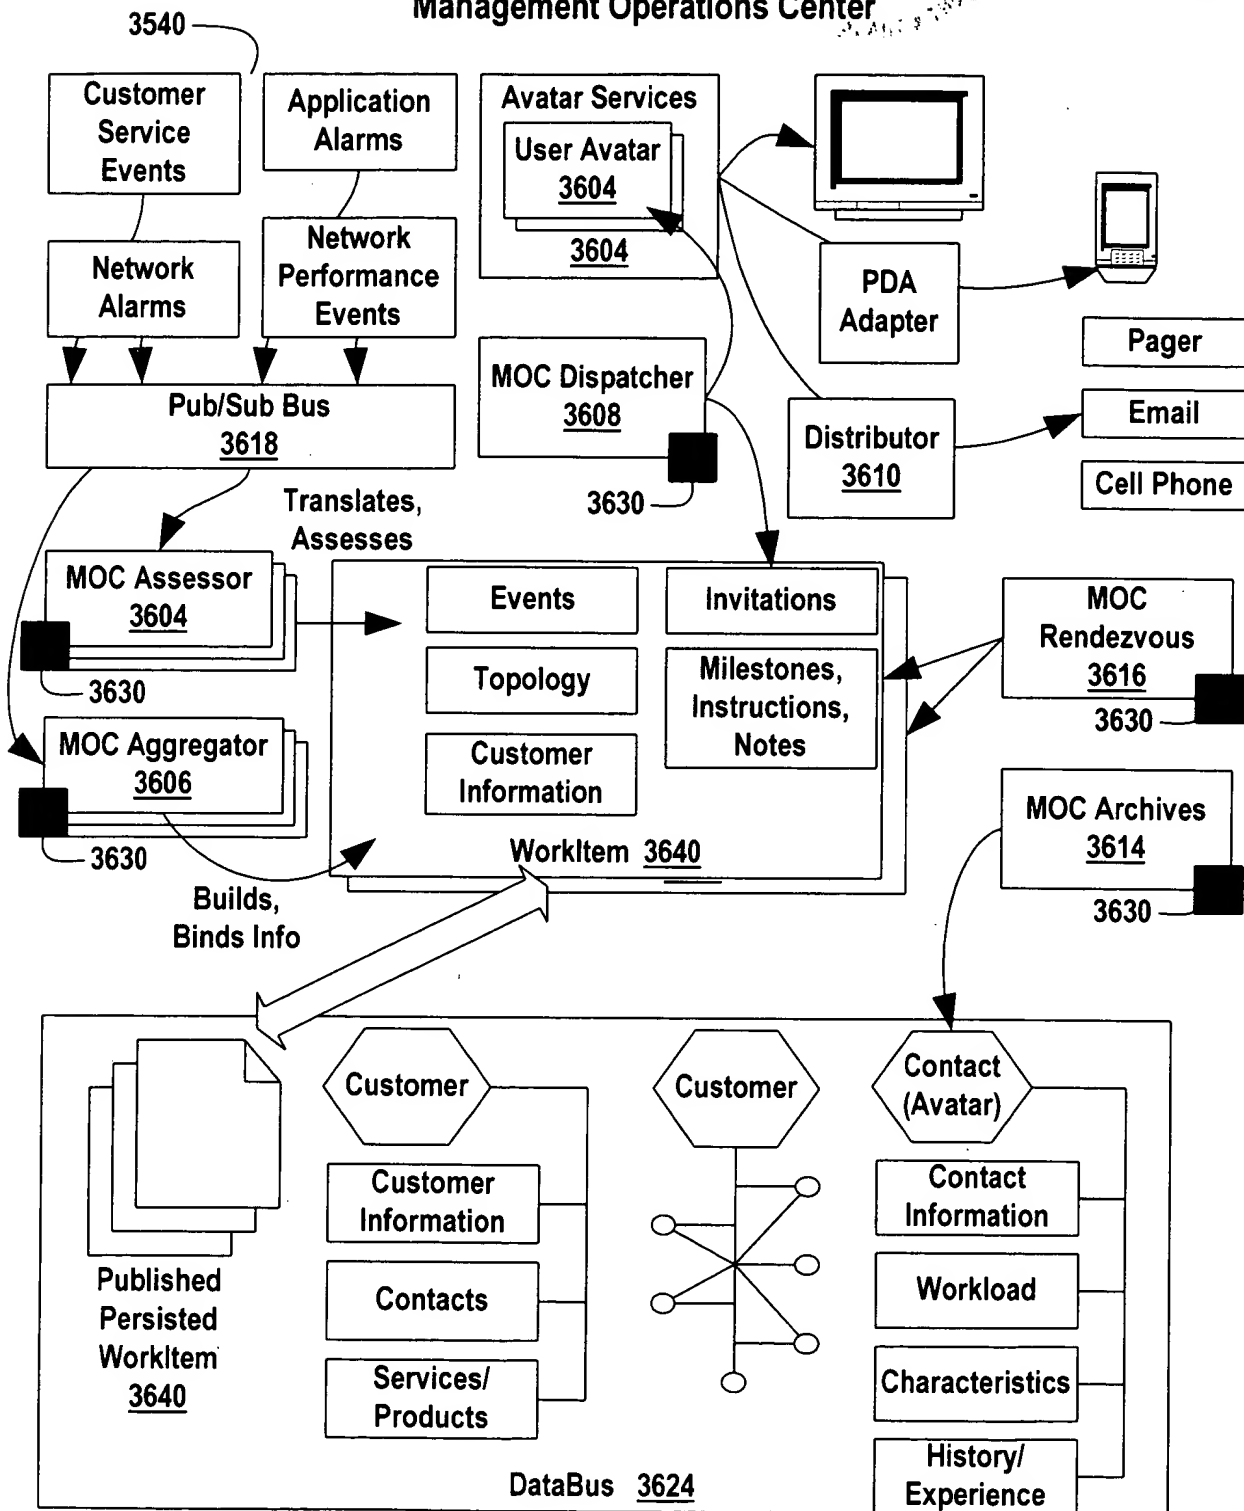 Management Operations Center
3540
Customer
Service
Events
Application
Alarms
Avatar Services
User Avatar
3604
3604
Network
Alarms
Network
Performance
Events
PDA
Adapter
Pager
Email
Cell Phone
MOC Dispatcher
3608
3630
Distributor
3610
Pub/Sub Bus
3618
Translates,
Assesses
MOC Assessor
3604
3630
MOC Aggregator
3606
3630
Builds,
Binds Info
Events
Topology
Customer
Information
Invitations
Milestones,
Instructions,
Notes
WorkItem 3640
MOC
Rendezvous
3616
3630
MOC Archives
3614
3630
Published
Persisted
WorkItem
3640
Customer
Customer
Information
Contacts
Services/
Products
Customer
Contact
(Avatar)
Contact
Information
Workload
Characteristics
History/
Experience
DataBus 3624